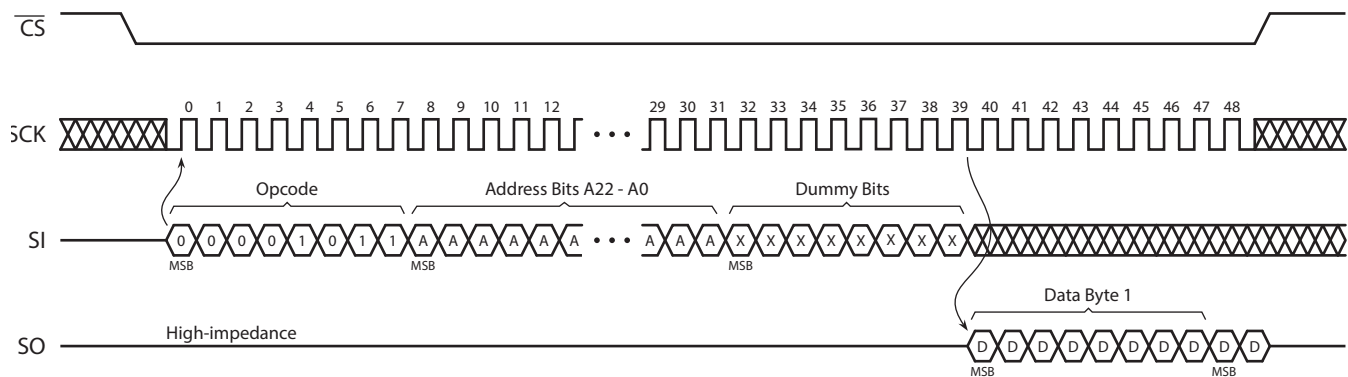 CS
0 1 2 3 4 5 6 7 8 9 10 11 12 29 30 31 32 33 34 35 36 37 38 39 40 41 42 43 44 45 46 47 48
SCK
Opcode Address Bits A22 - A0 Dummy Bits
SI 0 0 0 0 1 0 1 1 A A A A A A A A A X X X X X X X X
MSB MSB MSB
Data Byte 1
High-impedance
SO D D D D D D D D D D
MSB MSB